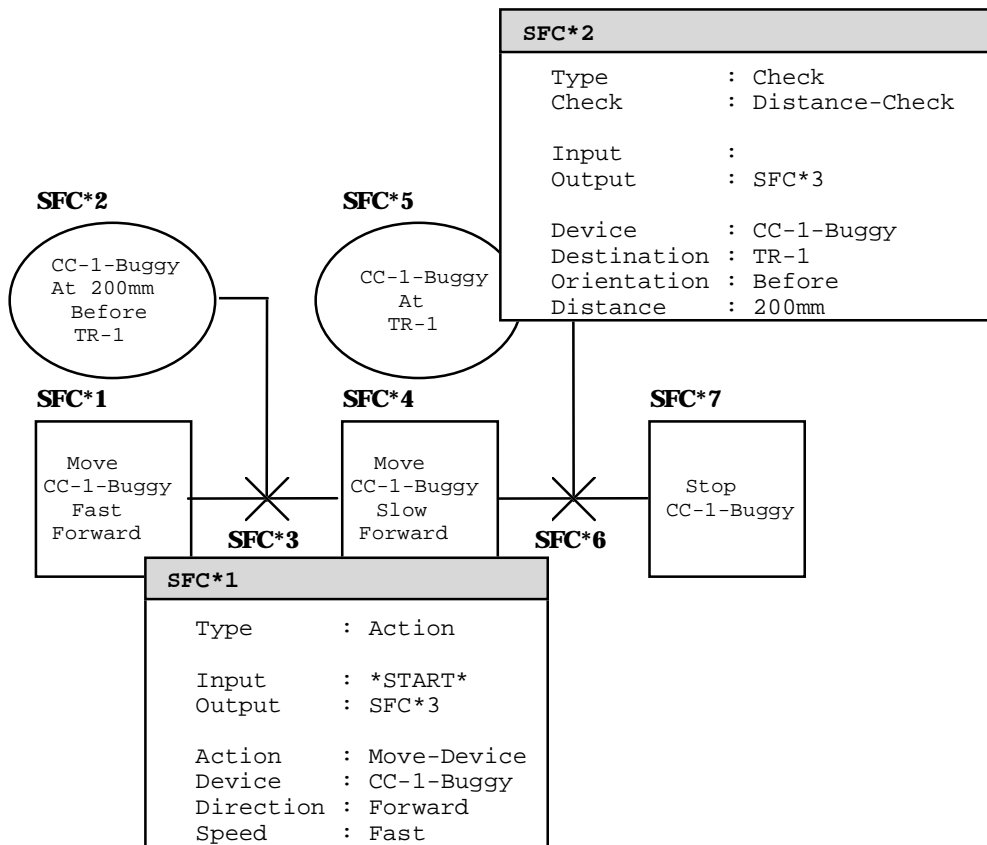 SFC*2
Type : Check
Check : Distance-Check
Input :
Output : SFC*3
Device : CC-1-Buggy
Destination : TR-1
Orientation : Before
Distance : 200mm
SFC*2
CC-1-Buggy
At 200mm
Before
TR-1
SFC*5
CC-1-Buggy
At
TR-1
SFC*1
Move
CC-1-Buggy
Fast
Forward
SFC*3
SFC*4
Move
CC-1-Buggy
Slow
Forward
SFC*6
SFC*7
Stop
CC-1-Buggy
SFC*1
Type : Action
Input : *START*
Output : SFC*3
Action : Move-Device
Device : CC-1-Buggy
Direction : Forward
Speed : Fast